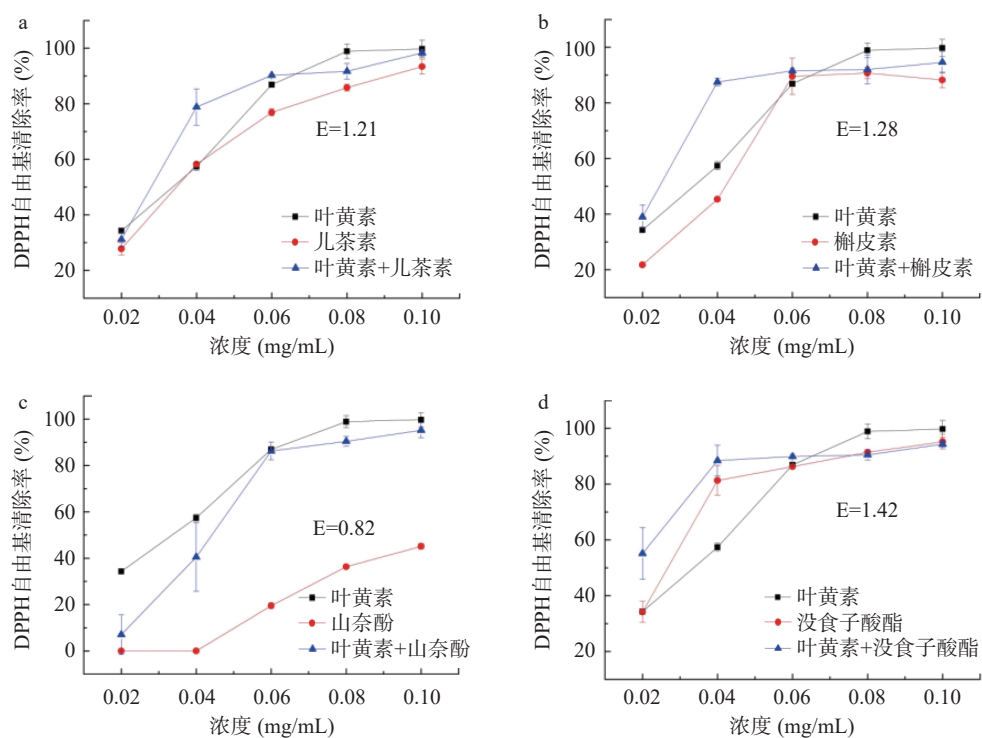 a
DPPH自由基清除率 (%)
100
80
60
40
20
E=1.21
叶黄素
儿茶素
叶黄素+儿茶素
0.02 0.04 0.06 0.08 0.10
浓度 (mg/mL)
b
DPPH自由基清除率 (%)
100
80
60
40
20
E=1.28
叶黄素
槲皮素
叶黄素+槲皮素
0.02 0.04 0.06 0.08 0.10
浓度 (mg/mL)
c
DPPH自由基清除率 (%)
100
80
60
40
20
0
E=0.82
叶黄素
山奈酚
叶黄素+山奈酚
0.02 0.04 0.06 0.08 0.10
浓度 (mg/mL)
d
DPPH自由基清除率 (%)
100
80
60
40
20
E=1.42
叶黄素
没食子酸酯
叶黄素+没食子酸酯
0.02 0.04 0.06 0.08 0.10
浓度 (mg/mL)